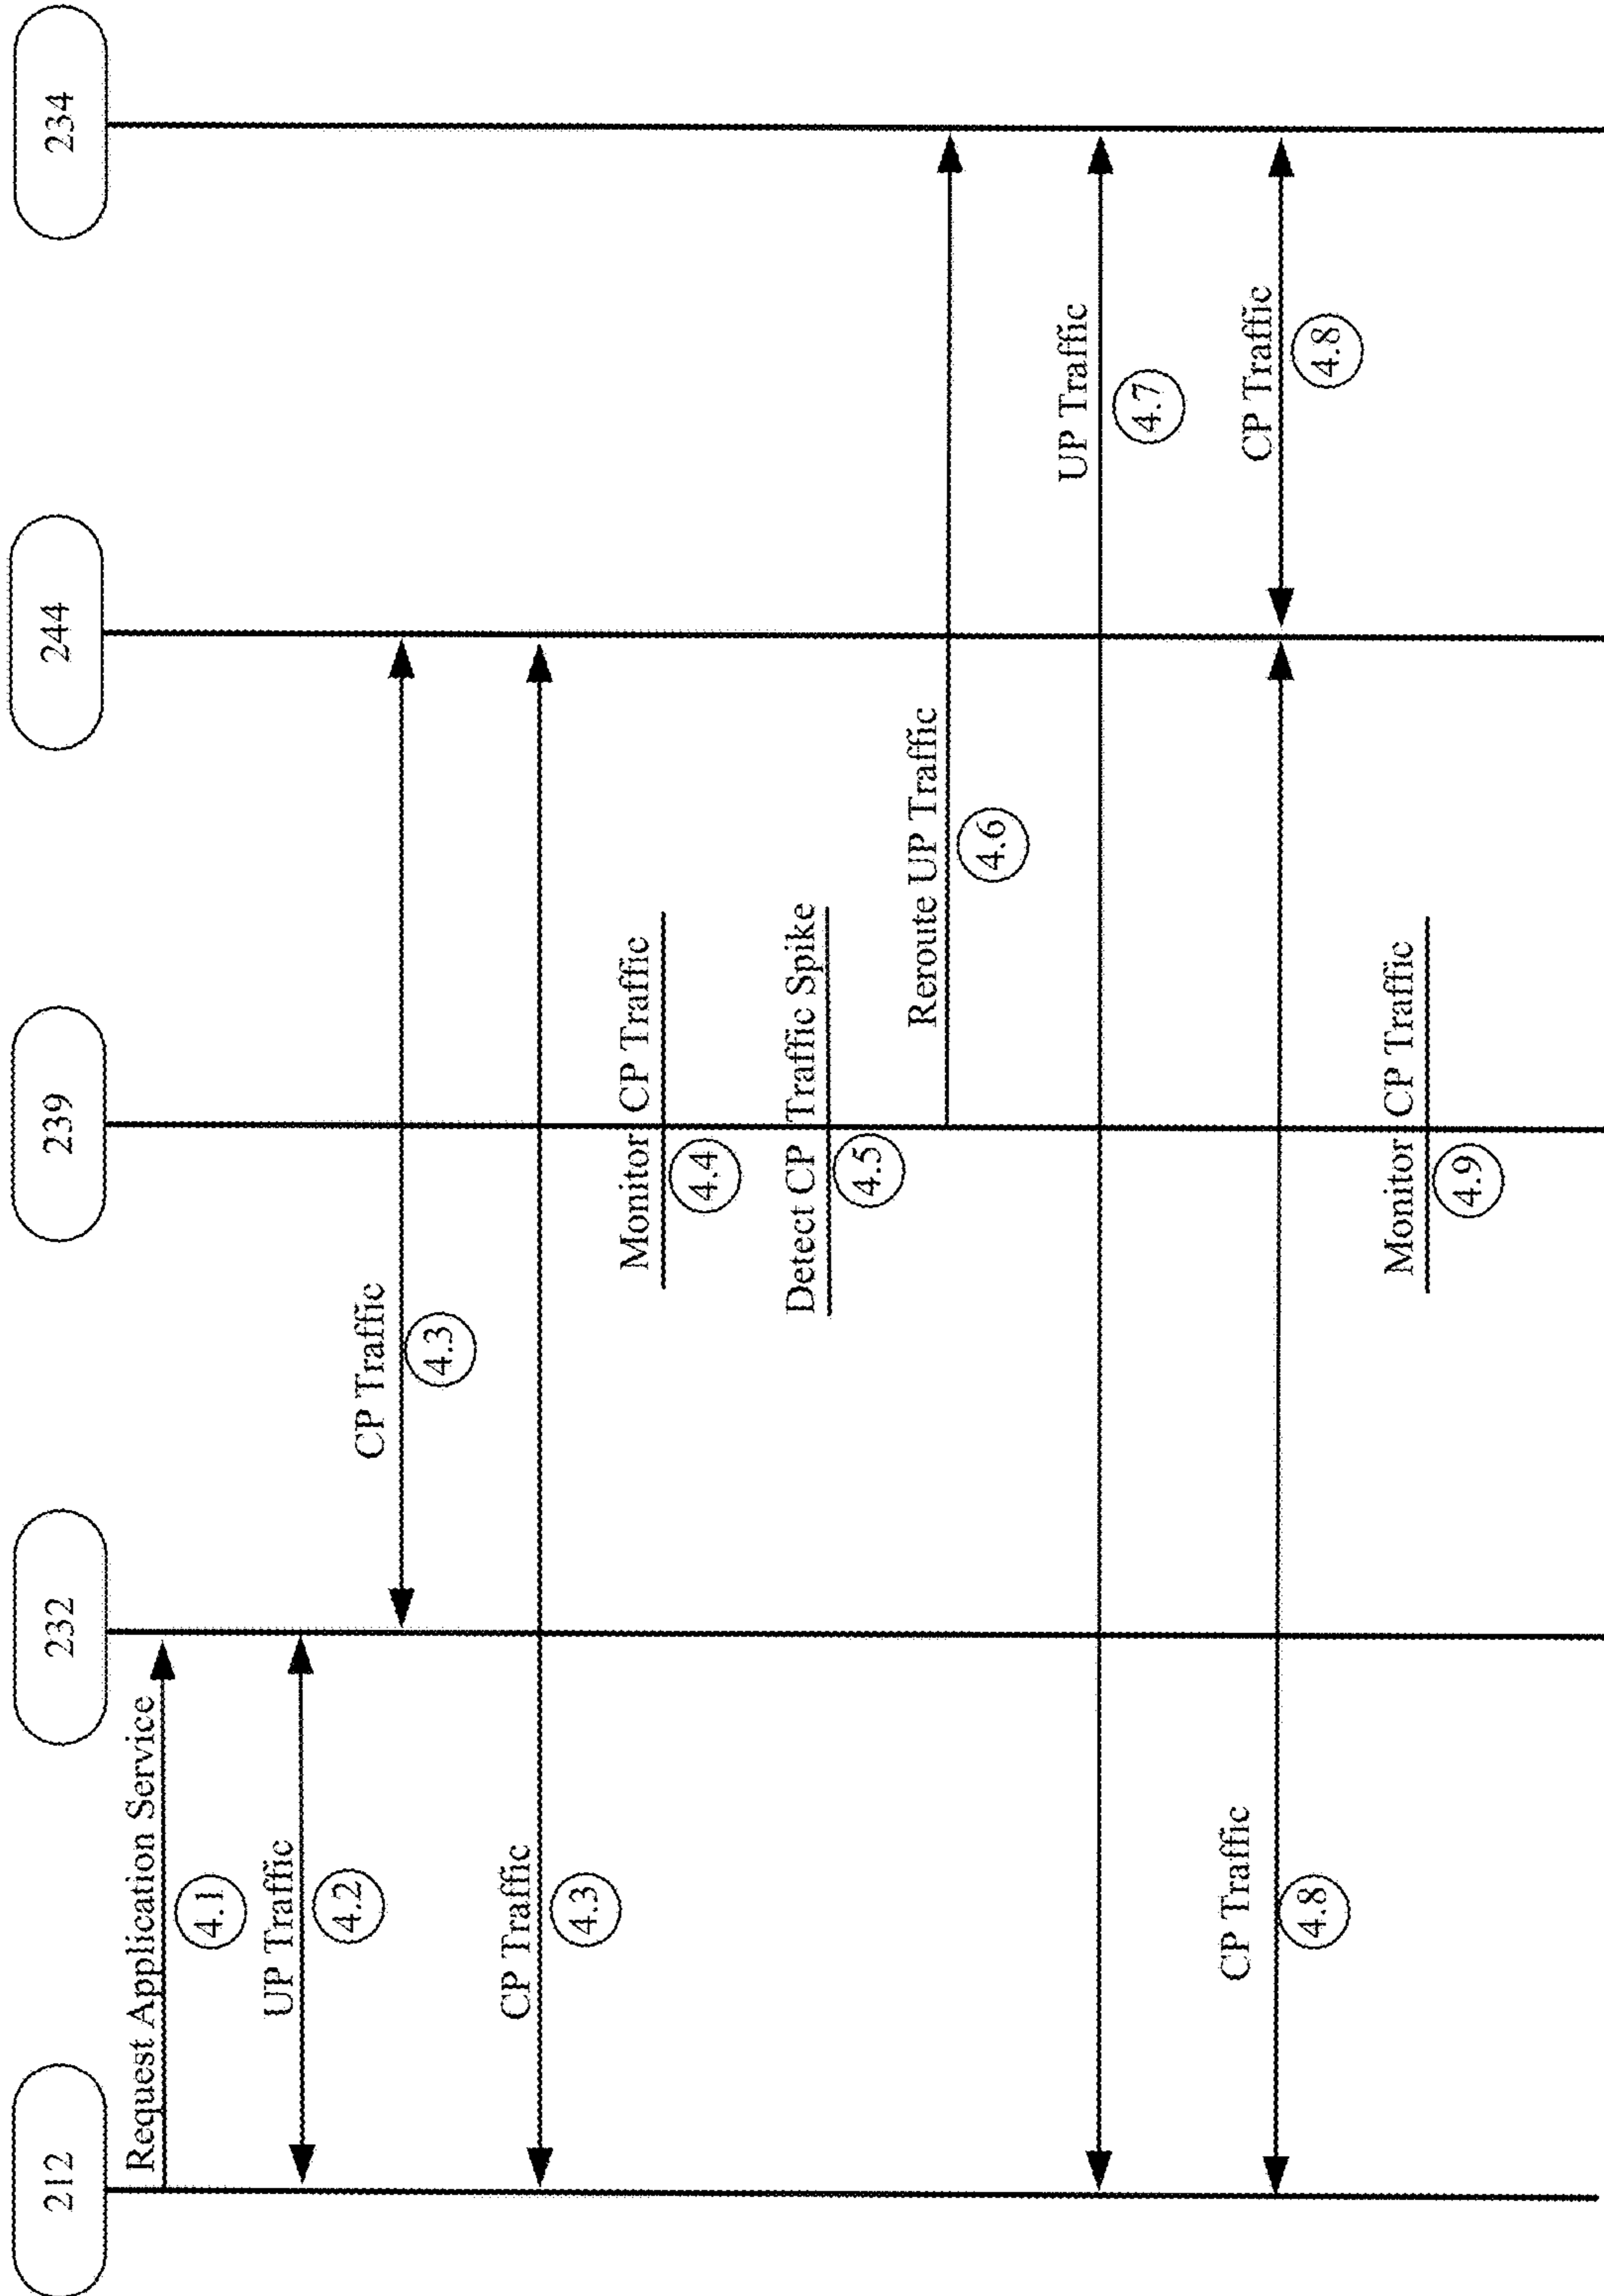 212
232
239
244
234
Request Application Service
4.1
UP Traffic
4.2
CP Traffic
4.3
CP Traffic
4.3
Monitor CP Traffic
4.4
Detect CP Traffic Spike
4.5
Reroute UP Traffic
4.6
UP Traffic
4.7
CP Traffic
4.8
CP Traffic
4.8
Monitor CP Traffic
4.9